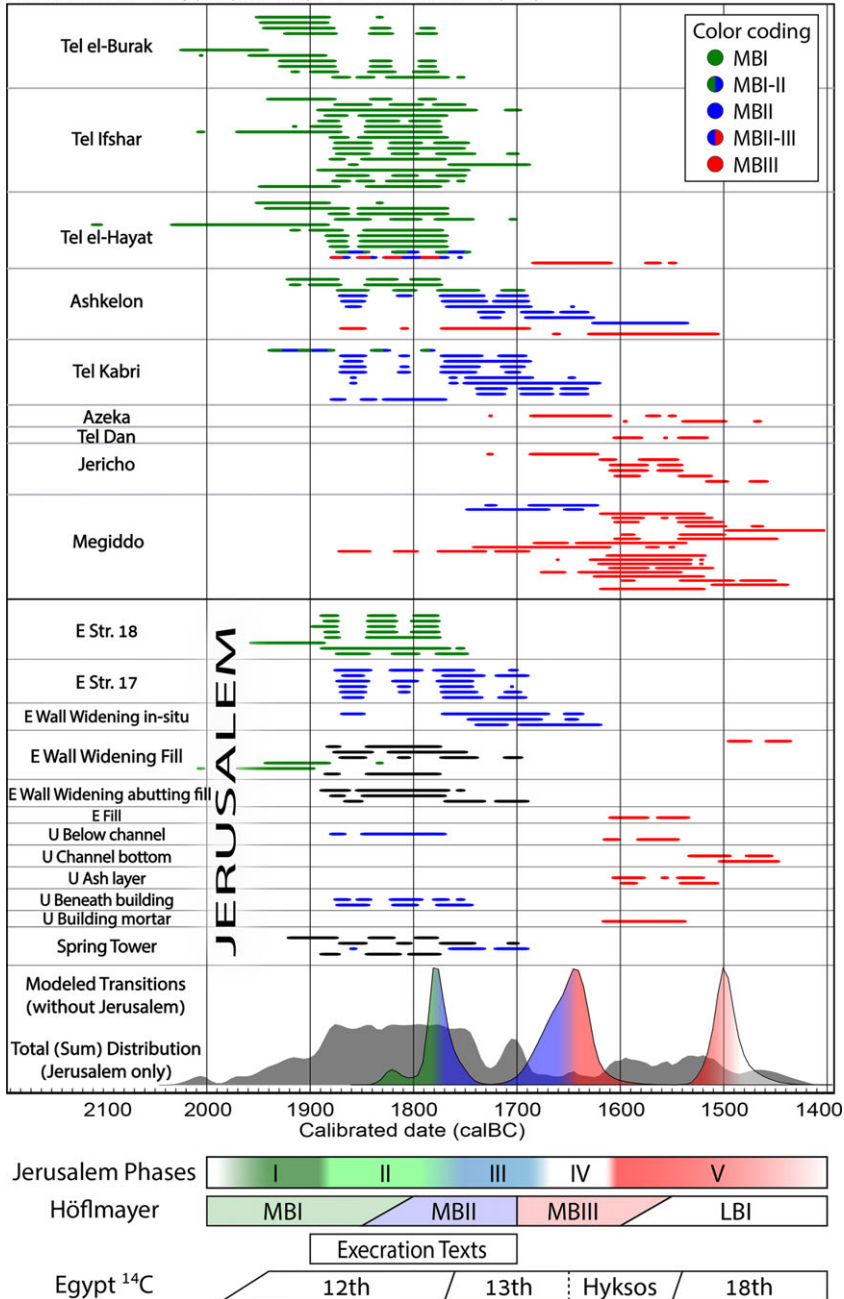 Color coding
MBI
MBI-II
MBII
MBII-III
MBIII
Tel el-Burak
Tel Ifshar
Tel el-Hayat
Ashkelon
Tel Kabri
Azeka
Tel Dan
Jericho
Megiddo
JERUSALEM
E Str. 18
E Str. 17
E Wall Widening in-situ
E Wall Widening Fill
E Wall Widening abutting fill
E Fill
U Below channel
U Channel bottom
U Ash layer
U Beneath building
U Building mortar
Spring Tower
Modeled Transitions
(without Jerusalem)
Total (Sum) Distribution
(Jerusalem only)
2100 2000 1900 1800 1700 1600 1500 1400
Calibrated date (calBC)
Jerusalem Phases I II III IV V
Höflmayer MBI MBII MBIII LBI
Execration Texts
Egypt ¹⁴C 12th 13th Hyksos 18th